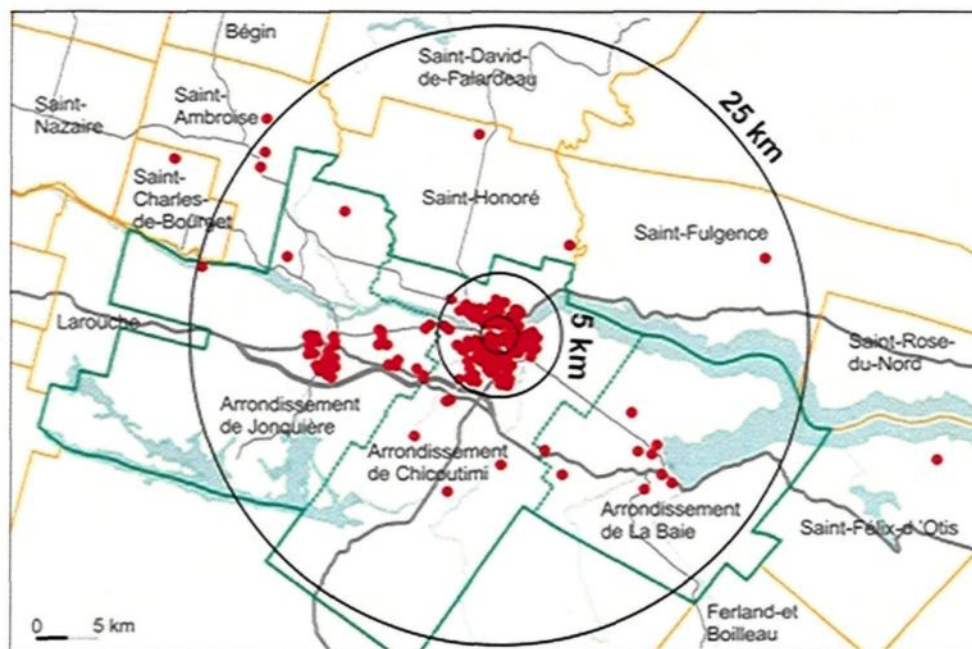 Bégin
Saint-David-
de-Falardeau
Saint-
Nazaire
Saint-
Ambroise
25 km
Saint-
Charles-
de-Bourget
Saint-Honoré
Saint-Fulgence
Larouche
5 km
Saint-Rose-
du-Nord
Arrondissement
de Jonquière
Arrondissement
de Chicoutimi
Arrondissement
de La Baie
Saint-Félix-d'Otis
Ferland-et
Boilleau
0 5 km